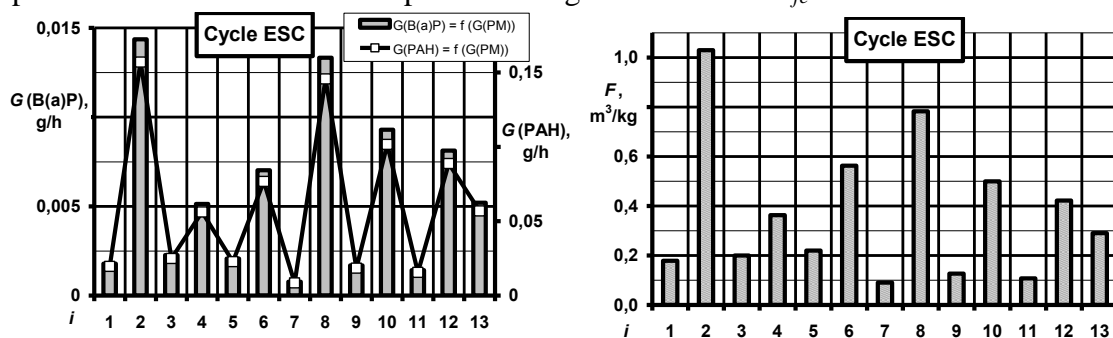 fc
0,015
Cycle ESC
G(B(a)P) = f (G(PM))
G(PAH) = f (G(PM))
0,15
G (B(a)P),
g/h
G (PAH),
g/h
0,005
0,05
0
0
i 1 2 3 4 5 6 7 8 9 10 11 12 13
Cycle ESC
1,0
F,
m³/kg
0,6
0,4
0,2
0,0
i 1 2 3 4 5 6 7 8 9 10 11 12 13